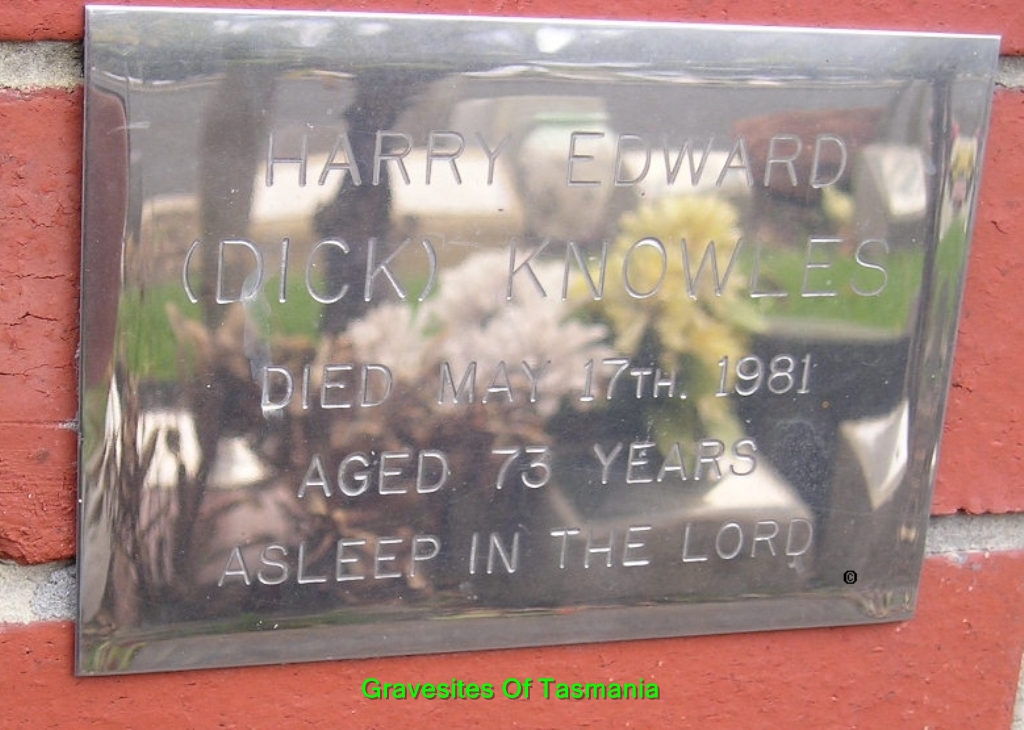 HARRY EDWARD
(DICK) KNOWLES
DIED MAY 17TH. 1981
AGED 73 YEARS
ASLEEP IN THE LORD
©
Gravesites Of Tasmania